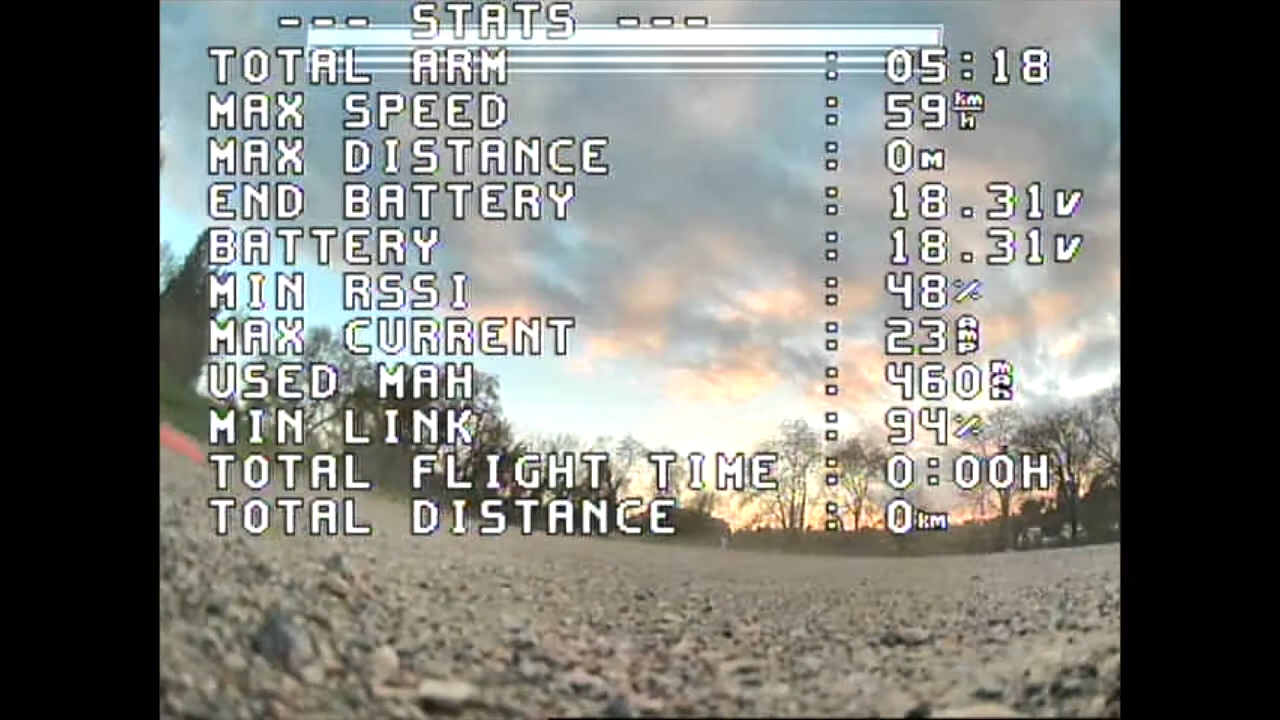 --- STATS ---
TOTAL ARM : 05:18
MAX SPEED : 59km/h
MAX DISTANCE : 0M
END BATTERY : 18.31V
BATTERY : 18.31V
MIN RSSI : 48%
MAX CURRENT : 23AMP
USED MAH : 460mAh
MIN LINK : 94%
TOTAL FLIGHT TIME : 0:00H
TOTAL DISTANCE : 0KM